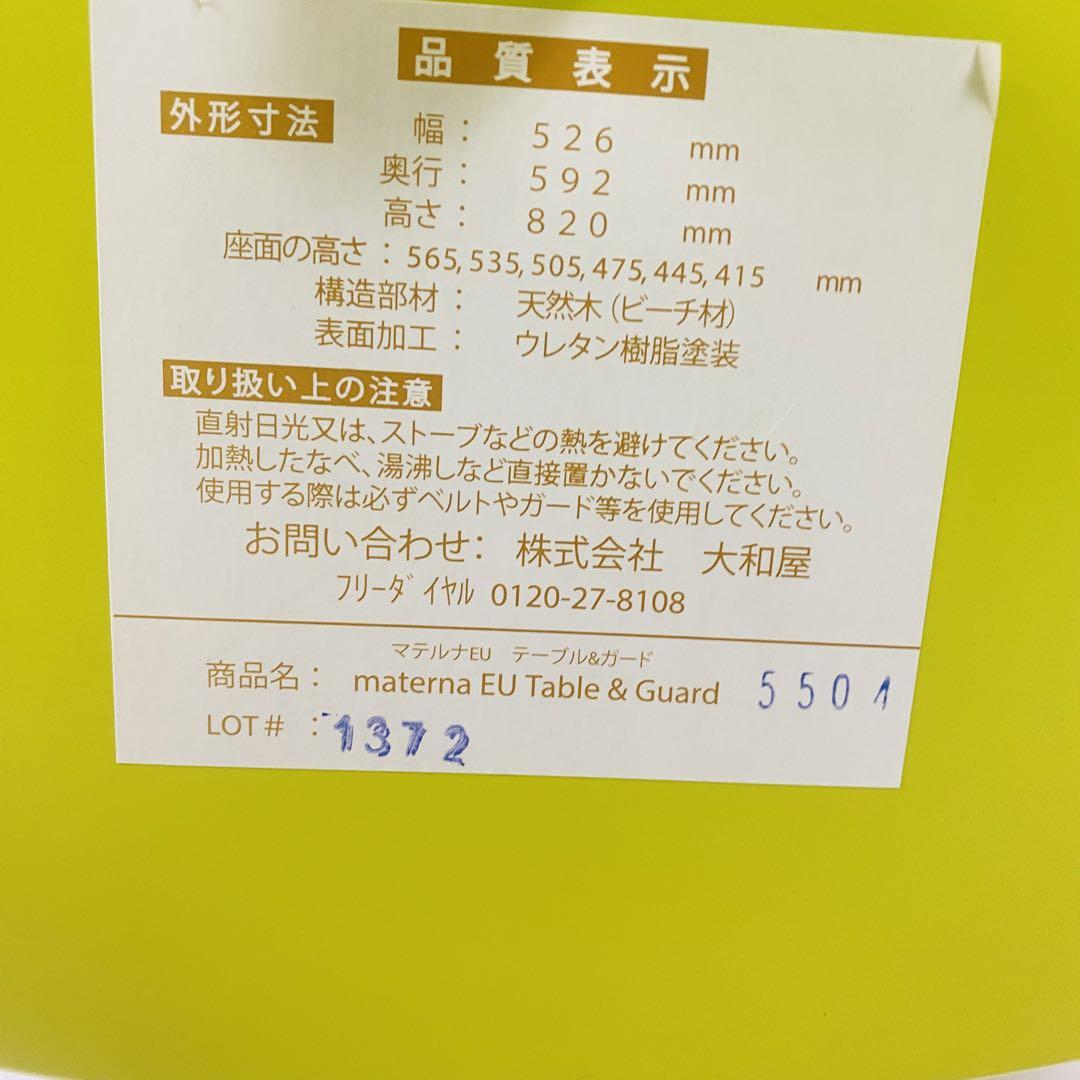 品質表示
外形寸法
幅： 526 mm
奥行： 592 mm
高さ： 820 mm
座面の高さ： 565, 535, 505, 475, 445, 415 mm
構造部材： 天然木（ビーチ材）
表面加工： ウレタン樹脂塗装
取り扱い上の注意
直射日光又は、ストーブなどの熱を避けてください。
加熱したなべ、湯沸しなど直接置かないでください。
使用する際は必ずベルトやガード等を使用してください。
お問い合わせ： 株式会社 大和屋
ﾌﾘｰﾀﾞｲﾔﾙ 0120-27-8108
マテルナEU テーブル&ガード
商品名： materna EU Table & Guard 5501
LOT# : 1372